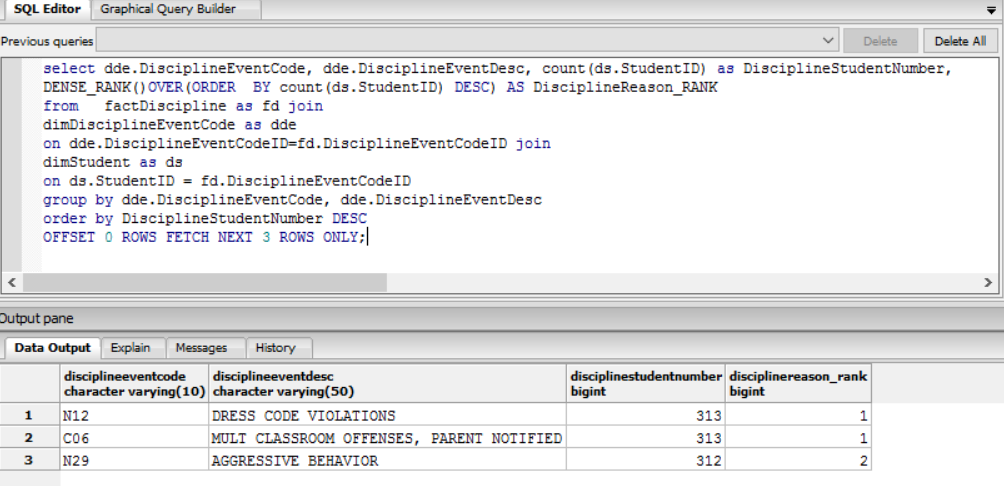 SQL Editor Graphical Query Builder
Previous queries Delete Delete All
select dde.DisciplineEventCode, dde.DisciplineEventDesc, count(ds.StudentID) as DisciplineStudentNumber,
DENSE_RANK()OVER(ORDER  BY count(ds.StudentID) DESC) AS DisciplineReason_RANK
from   factDiscipline as fd join
dimDisciplineEventCode as dde
on dde.DisciplineEventCodeID=fd.DisciplineEventCodeID join
dimStudent as ds
on ds.StudentID = fd.DisciplineEventCodeID
group by dde.DisciplineEventCode, dde.DisciplineEventDesc
order by DisciplineStudentNumber DESC
OFFSET 0 ROWS FETCH NEXT 3 ROWS ONLY;
Output pane
Data Output Explain Messages History
disciplineeventcode disciplineeventdesc disciplinestudentnumber disciplinereason_rank
character varying(10) character varying(50) bigint bigint
1 N12 DRESS CODE VIOLATIONS 313 1
2 C06 MULT CLASSROOM OFFENSES, PARENT NOTIFIED 313 1
3 N29 AGGRESSIVE BEHAVIOR 312 2